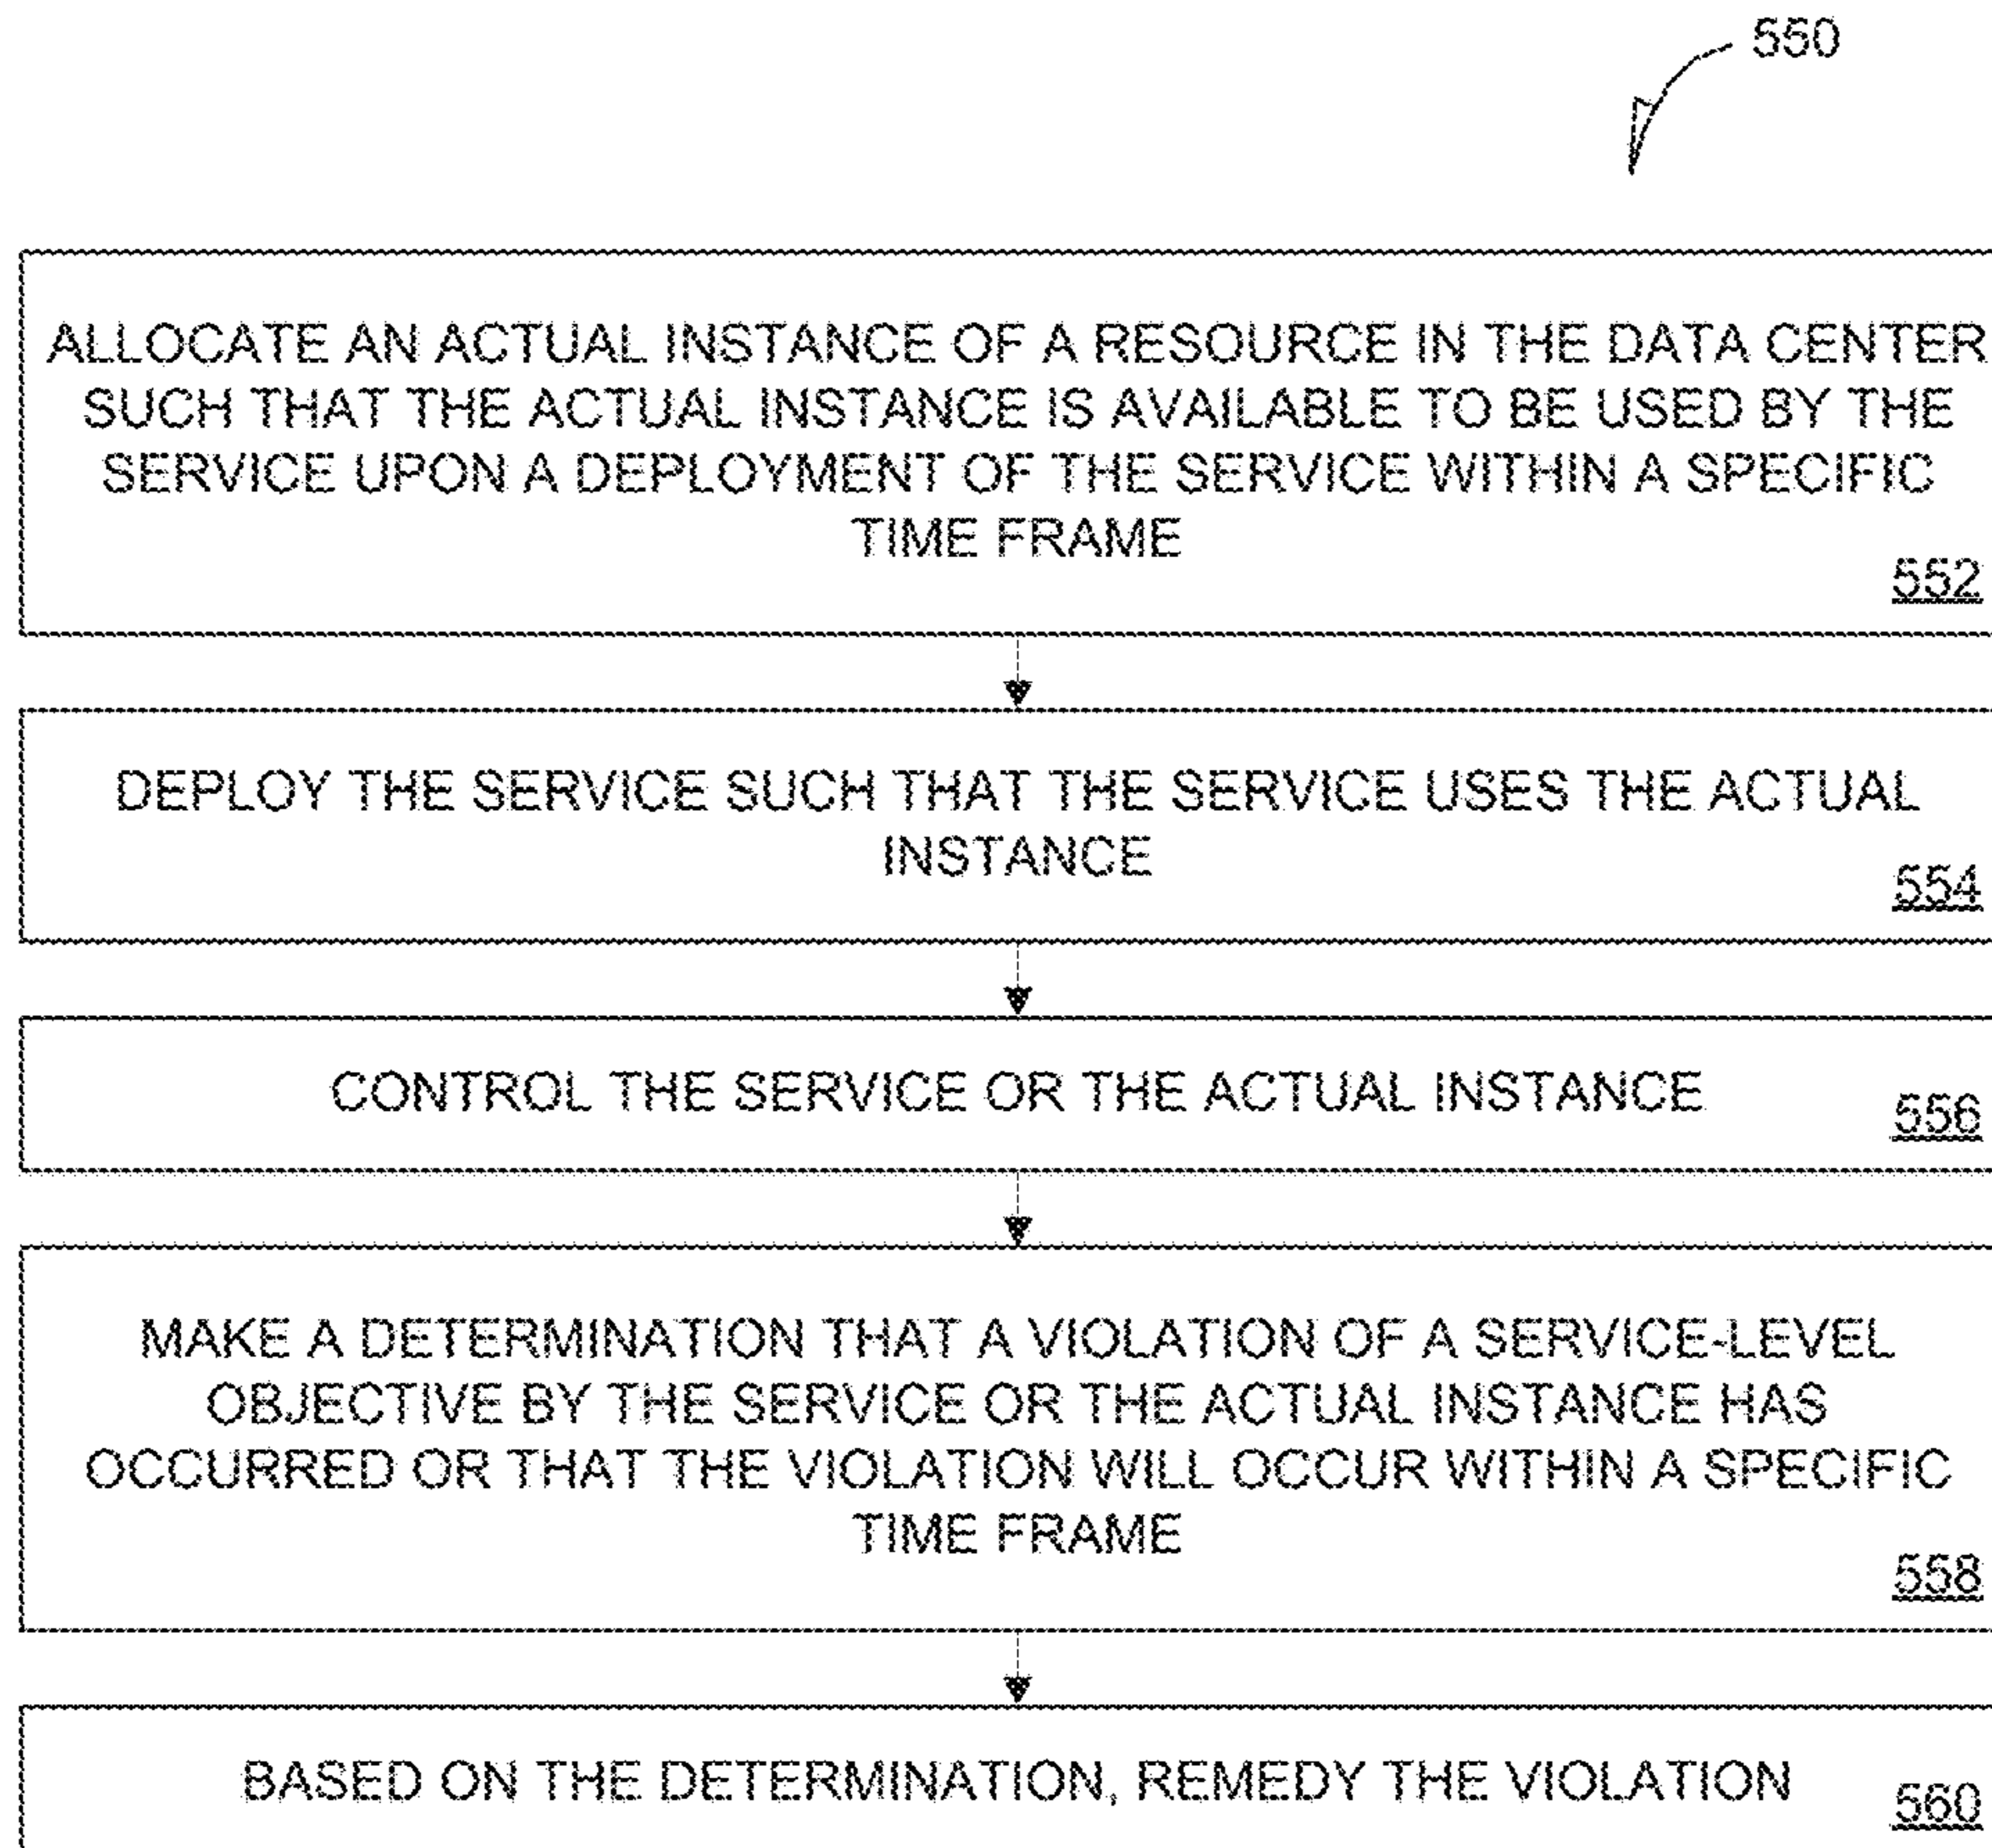 550
ALLOCATE AN ACTUAL INSTANCE OF A RESOURCE IN THE DATA CENTER
SUCH THAT THE ACTUAL INSTANCE IS AVAILABLE TO BE USED BY THE
SERVICE UPON A DEPLOYMENT OF THE SERVICE WITHIN A SPECIFIC
TIME FRAME
552
DEPLOY THE SERVICE SUCH THAT THE SERVICE USES THE ACTUAL
INSTANCE
554
CONTROL THE SERVICE OR THE ACTUAL INSTANCE
556
MAKE A DETERMINATION THAT A VIOLATION OF A SERVICE-LEVEL
OBJECTIVE BY THE SERVICE OR THE ACTUAL INSTANCE HAS
OCCURRED OR THAT THE VIOLATION WILL OCCUR WITHIN A SPECIFIC
TIME FRAME
558
BASED ON THE DETERMINATION, REMEDY THE VIOLATION
560